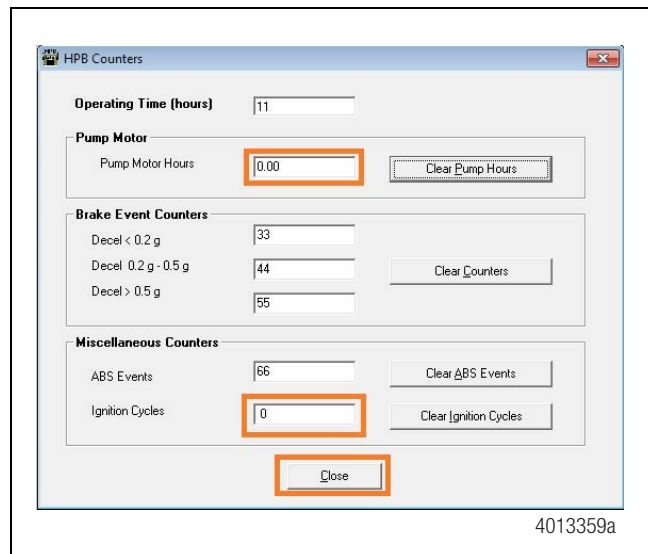 HPB Counters
Operating Time (hours) 11
Pump Motor
Pump Motor Hours 0.00 Clear Pump Hours
Brake Event Counters
Decel < 0.2 g 33
Decel 0.2 g - 0.5 g 44 Clear Counters
Decel > 0.5 g 55
Miscellaneous Counters
ABS Events 66 Clear ABS Events
Ignition Cycles 0 Clear Ignition Cycles
Close
4013359a